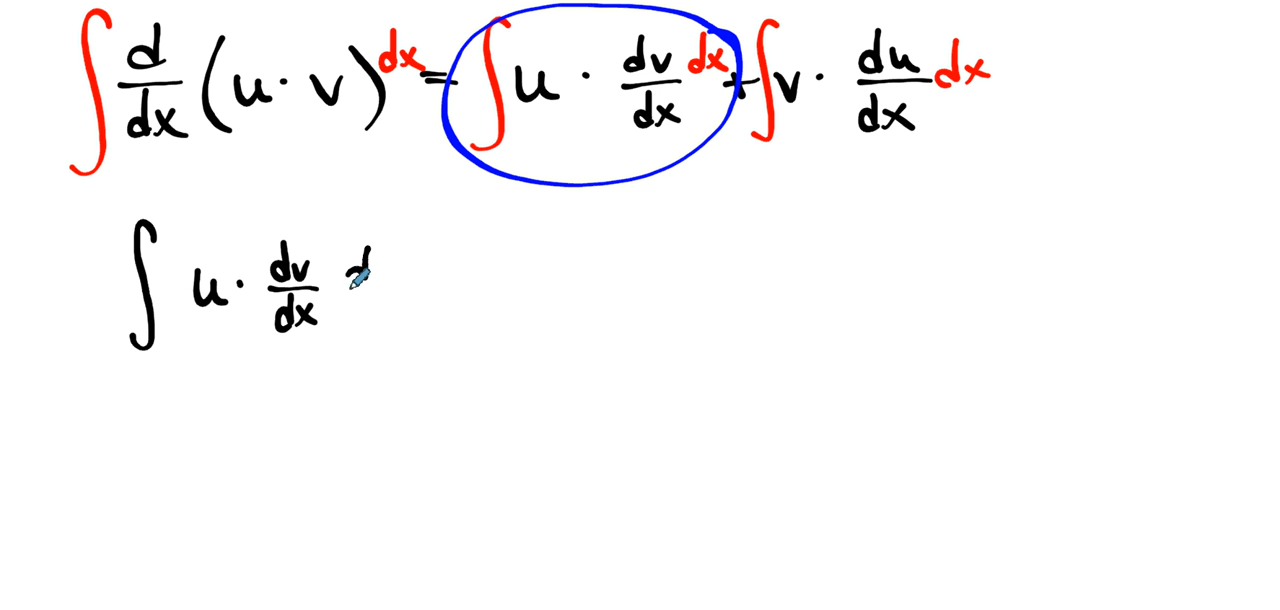 ∫ d/dx (u · v) dx = ∫ u · dv/dx dx + ∫ v · du/dx dx
∫ u · dv/dx d